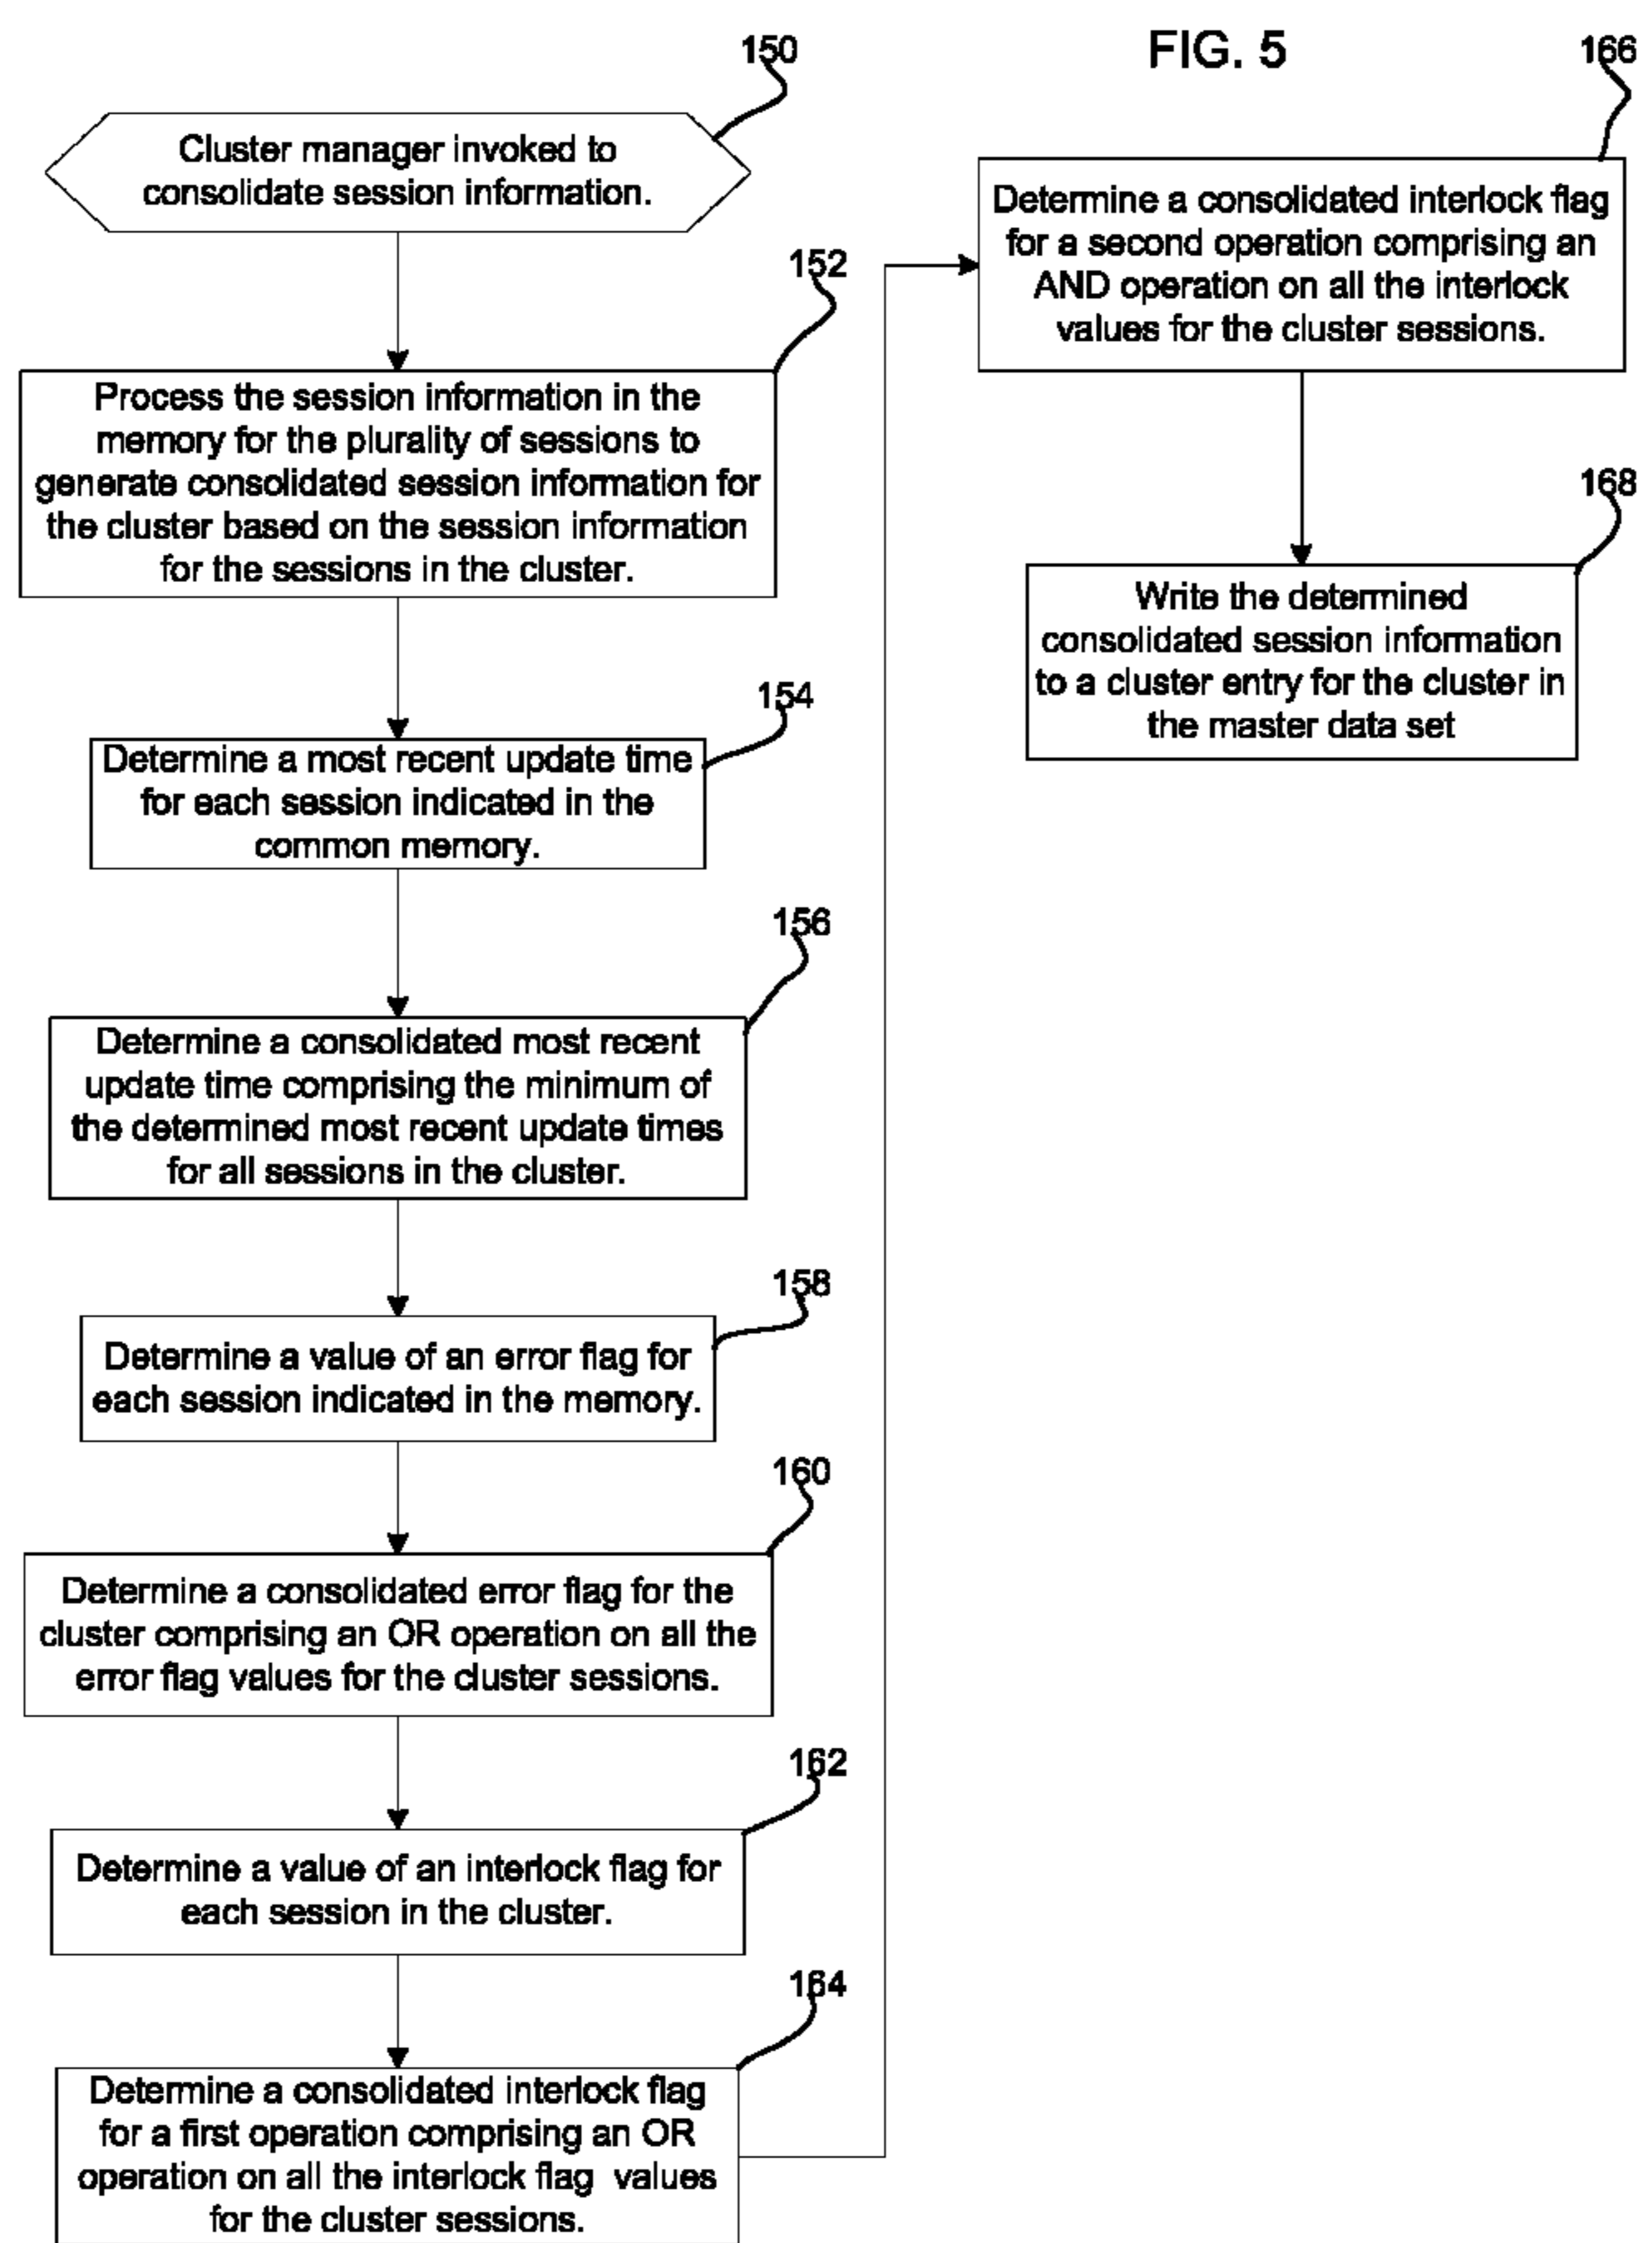 FIG. 5
150
Cluster manager invoked to
consolidate session information.
152
Process the session information in the
memory for the plurality of sessions to
generate consolidated session information for
the cluster based on the session information
for the sessions in the cluster.
154
Determine a most recent update time
for each session indicated in the
common memory.
156
Determine a consolidated most recent
update time comprising the minimum of
the determined most recent update times
for all sessions in the cluster.
158
Determine a value of an error flag for
each session indicated in the memory.
160
Determine a consolidated error flag for the
cluster comprising an OR operation on all the
error flag values for the cluster sessions.
162
Determine a value of an interlock flag for
each session in the cluster.
164
Determine a consolidated interlock flag
for a first operation comprising an OR
operation on all the interlock flag values
for the cluster sessions.
166
Determine a consolidated interlock flag
for a second operation comprising an
AND operation on all the interlock
values for the cluster sessions.
168
Write the determined
consolidated session information
to a cluster entry for the cluster in
the master data set